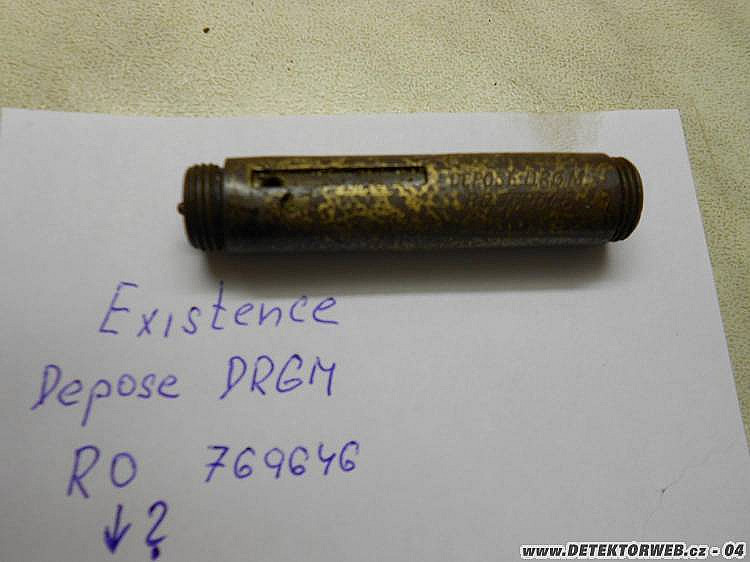 DEPOSE DRGM
Existence
Depose DRGM
RO 769646
↓?
www.DETEKTORWEB.cz - 04